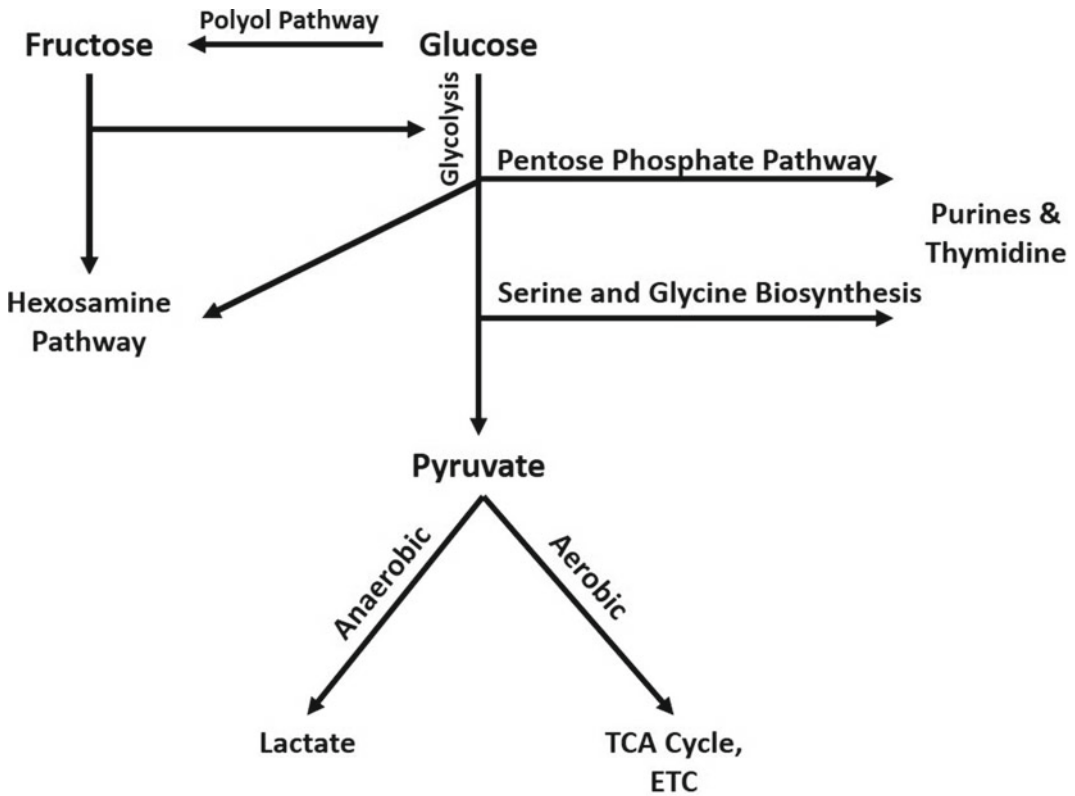 Polyol Pathway
Fructose
Glucose
Glycolysis
Pentose Phosphate Pathway
Purines &
Thymidine
Hexosamine
Pathway
Serine and Glycine Biosynthesis
Pyruvate
Anaerobic
Aerobic
Lactate
TCA Cycle,
ETC